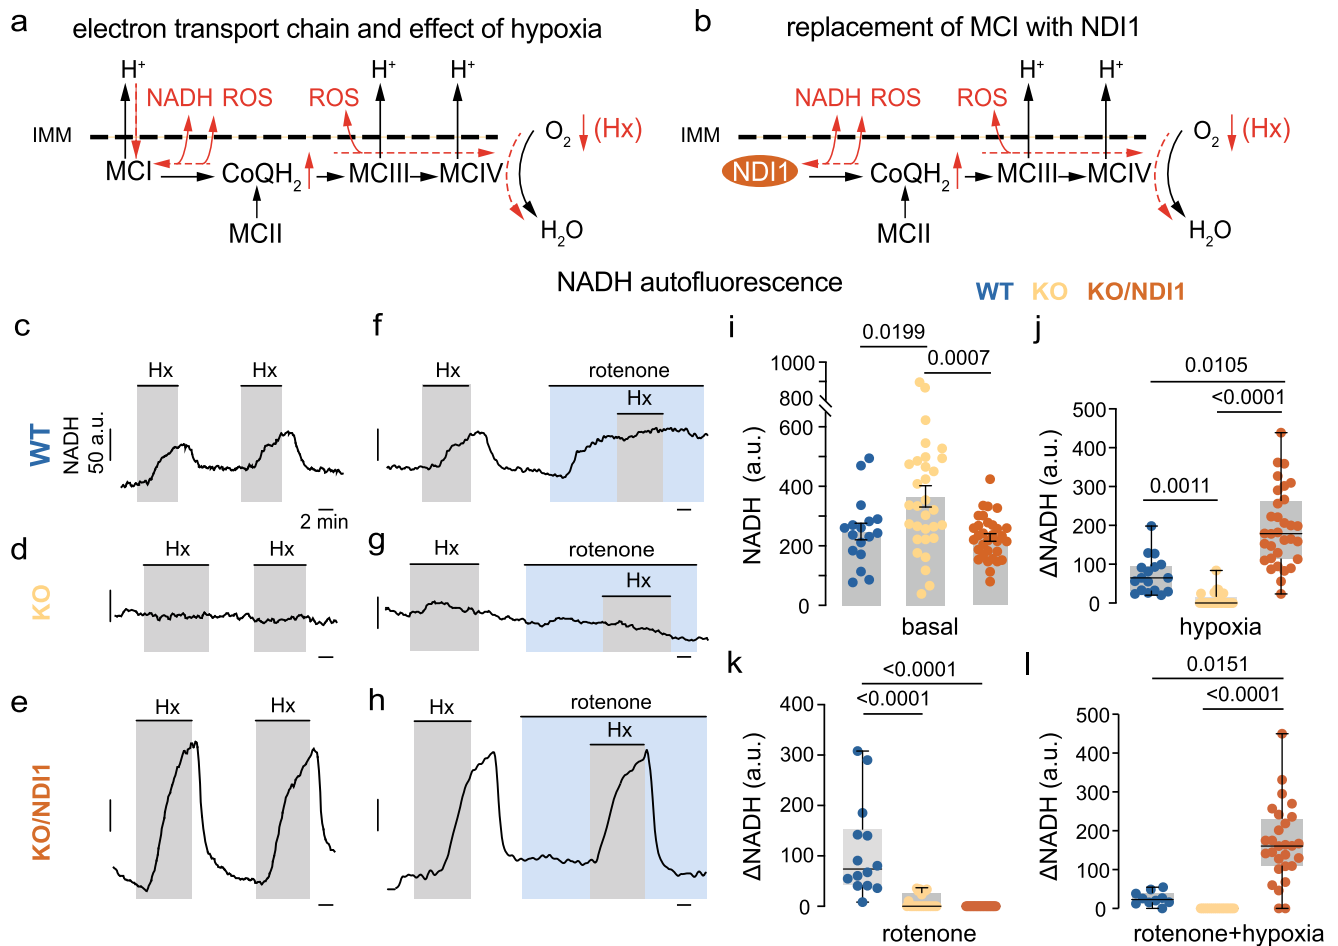 a electron transport chain and effect of hypoxia
H+ H+ H+
NADH ROS ROS
IMM O2 (Hx)
MCI CoQH2 MCIII MCIV
MCII H2O
b replacement of MCI with NDI1
H+ H+
NADH ROS ROS
IMM O2 (Hx)
NDI1 CoQH2 MCIII MCIV
MCII H2O
NADH autofluorescence
WT KO KO/NDI1
c
Hx Hx
WT
NADH
50 a.u.
2 min
f
Hx rotenone
Hx
d
Hx Hx
KO
g
Hx rotenone
Hx
e
Hx Hx
KO/NDI1
h
Hx rotenone
Hx
i
0.0199
0.0007
NADH (a.u.)
1000
800
600
400
200
0
basal
j
0.0105
<0.0001
0.0011
ΔNADH (a.u.)
500
400
300
200
100
0
hypoxia
k
<0.0001
<0.0001
ΔNADH (a.u.)
400
300
200
100
0
rotenone
l
0.0151
<0.0001
ΔNADH (a.u.)
500
400
300
200
100
0
rotenone+hypoxia